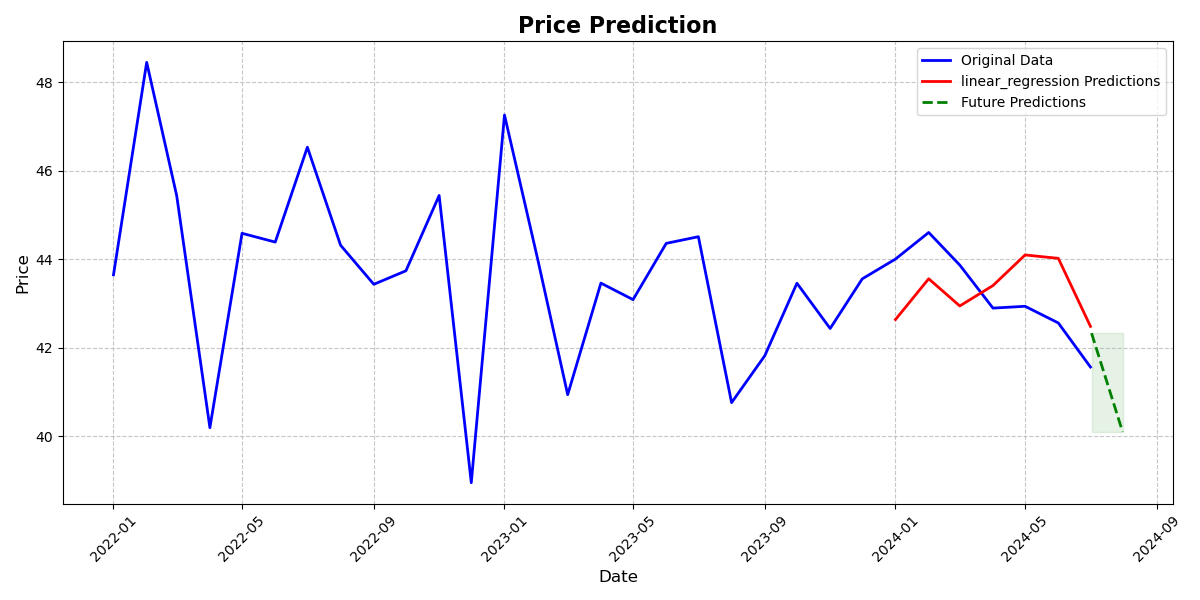 Price Prediction
Original Data
linear_regression Predictions
Future Predictions
Price
48
46
44
42
40
2022-01
2022-05
2022-09
2023-01
2023-05
2023-09
2024-01
2024-05
2024-09
Date